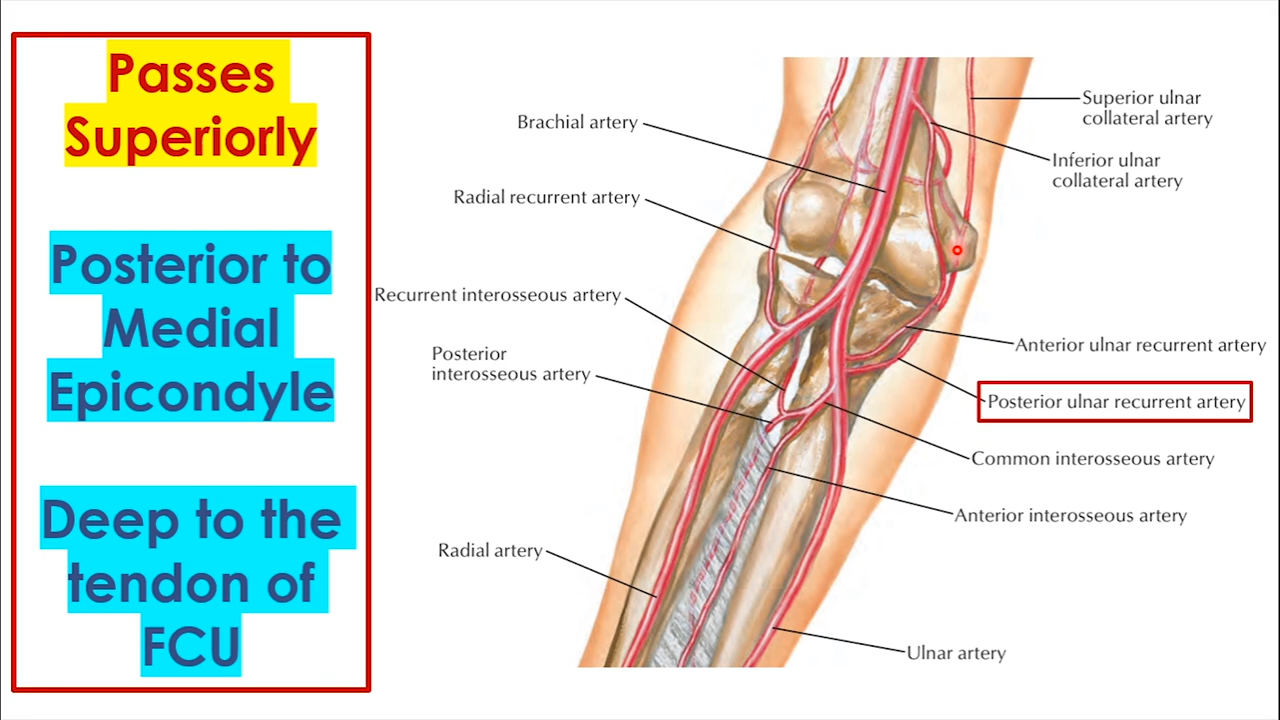 Passes
Superiorly
Posterior to
Medial
Epicondyle
Deep to the
tendon of
FCU
Brachial artery
Radial recurrent artery
Recurrent interosseous artery
Posterior
interosseous artery
Radial artery
Superior ulnar
collateral artery
Inferior ulnar
collateral artery
Anterior ulnar recurrent artery
Posterior ulnar recurrent artery
Common interosseous artery
Anterior interosseous artery
Ulnar artery